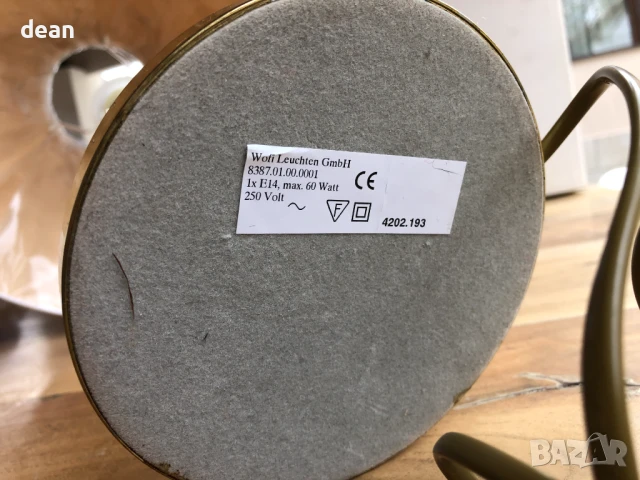 dean
Wofi Leuchten GmbH
8387.01.00.0001
1x E14, max. 60 Watt
250 Volt ~
CE
F
4202.193
BAZAR